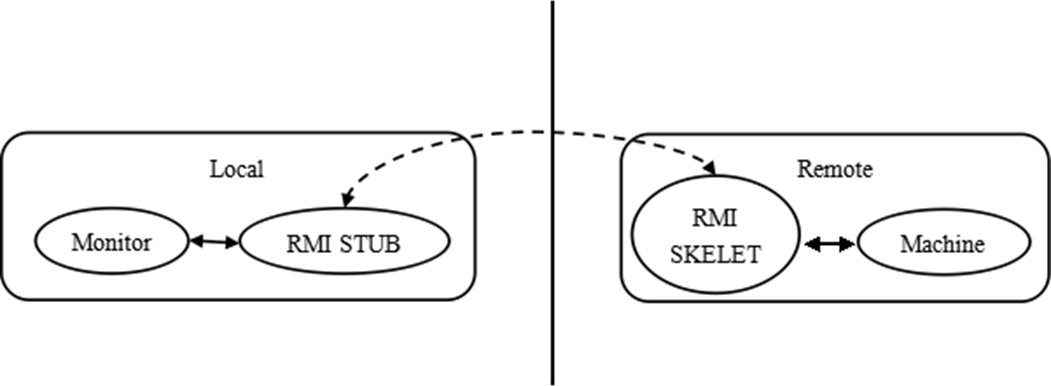 Local
Monitor
RMI STUB
Remote
RMI
SKELET
Machine